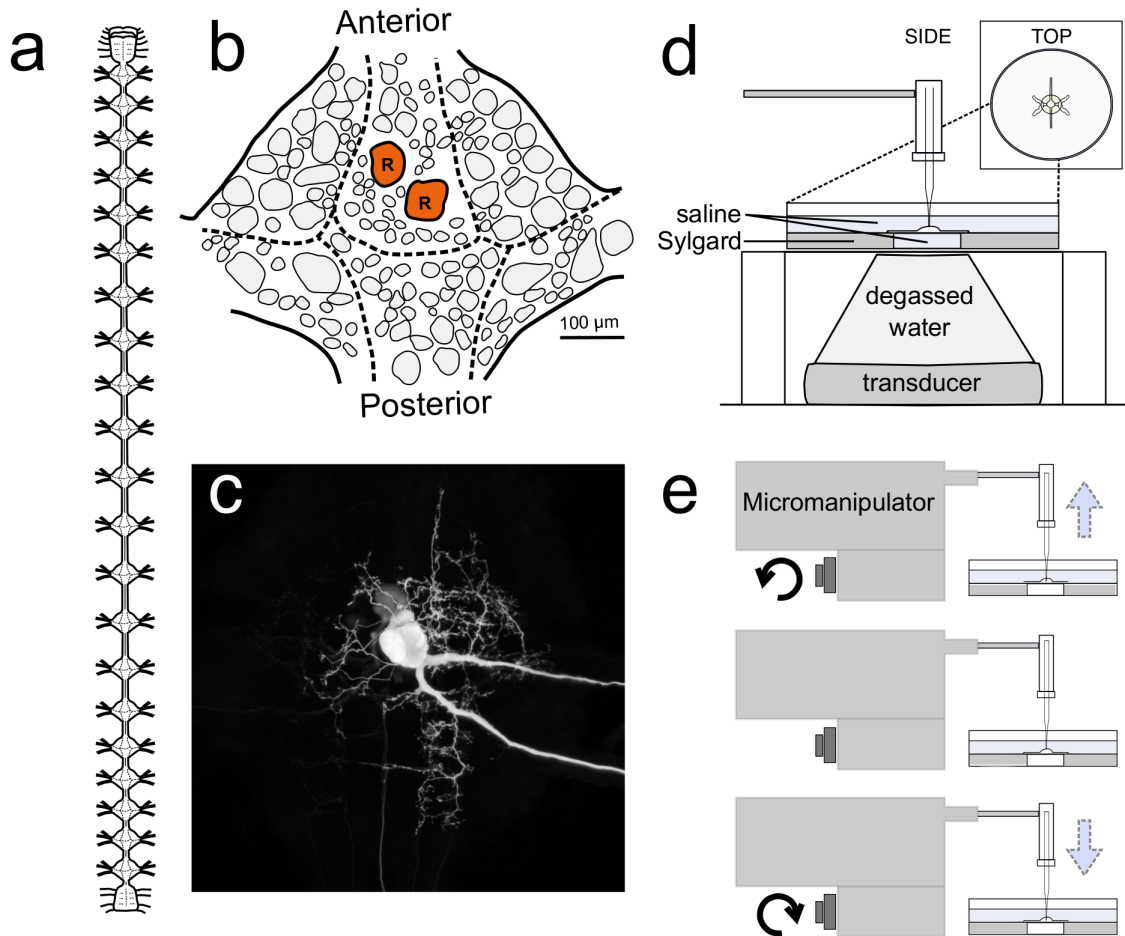 a
b
Anterior
R
R
100 µm
Posterior
c
d
SIDE
TOP
saline
Sylgard
degassed
water
transducer
e
Micromanipulator